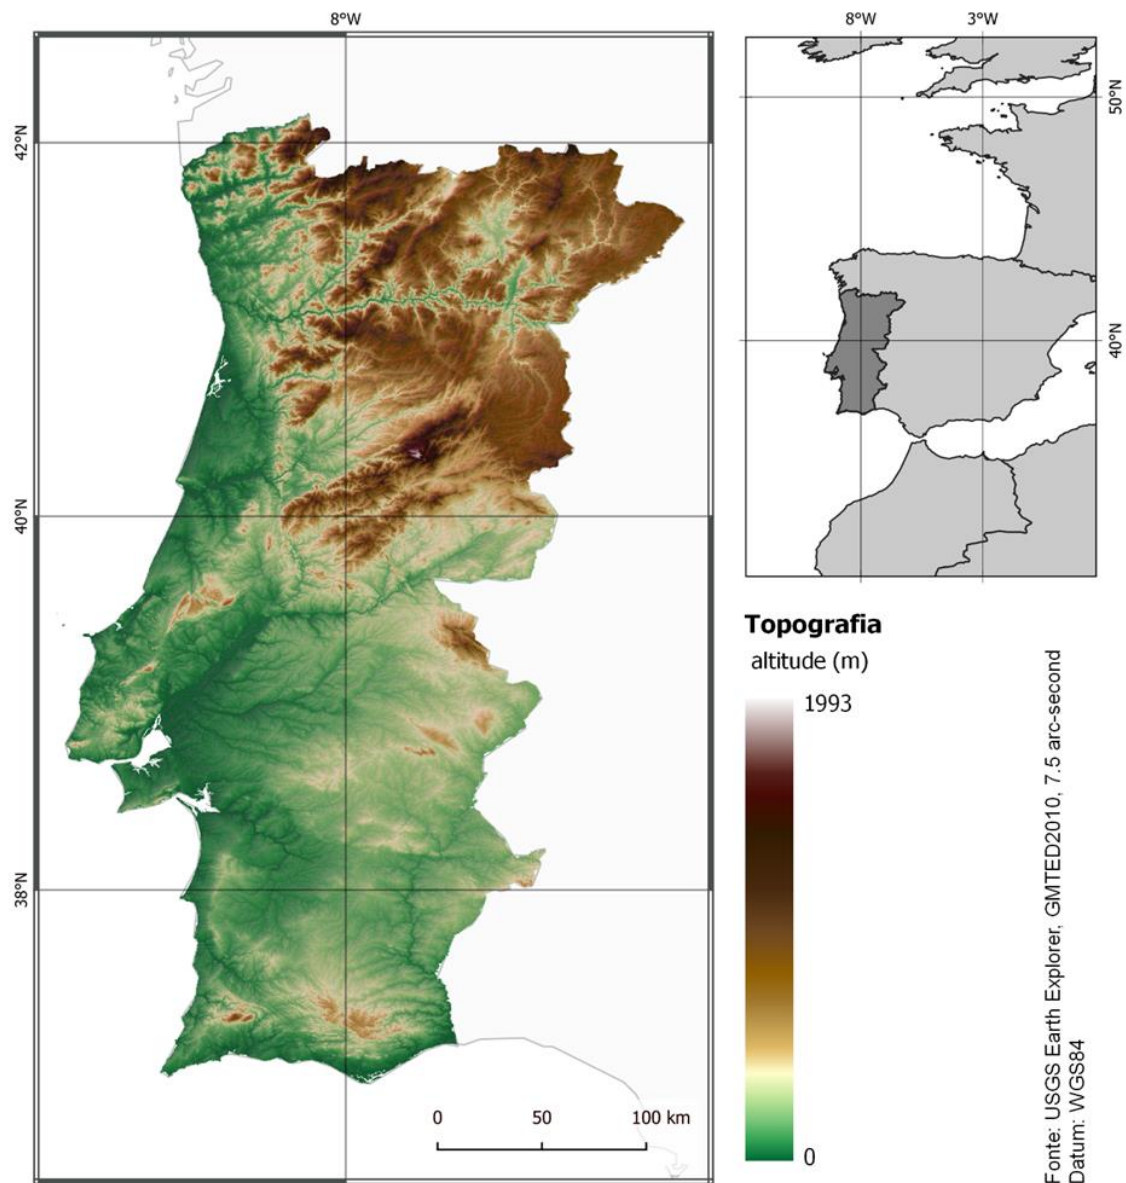 8°W
42°N
40°N
38°N
0 50 100 km
8°W 3°W
50°N
40°N
Topografia
altitude (m)
1993
0
Fonte: USGS Earth Explorer, GMTED2010, 7.5 arc-second
Datum: WGS84